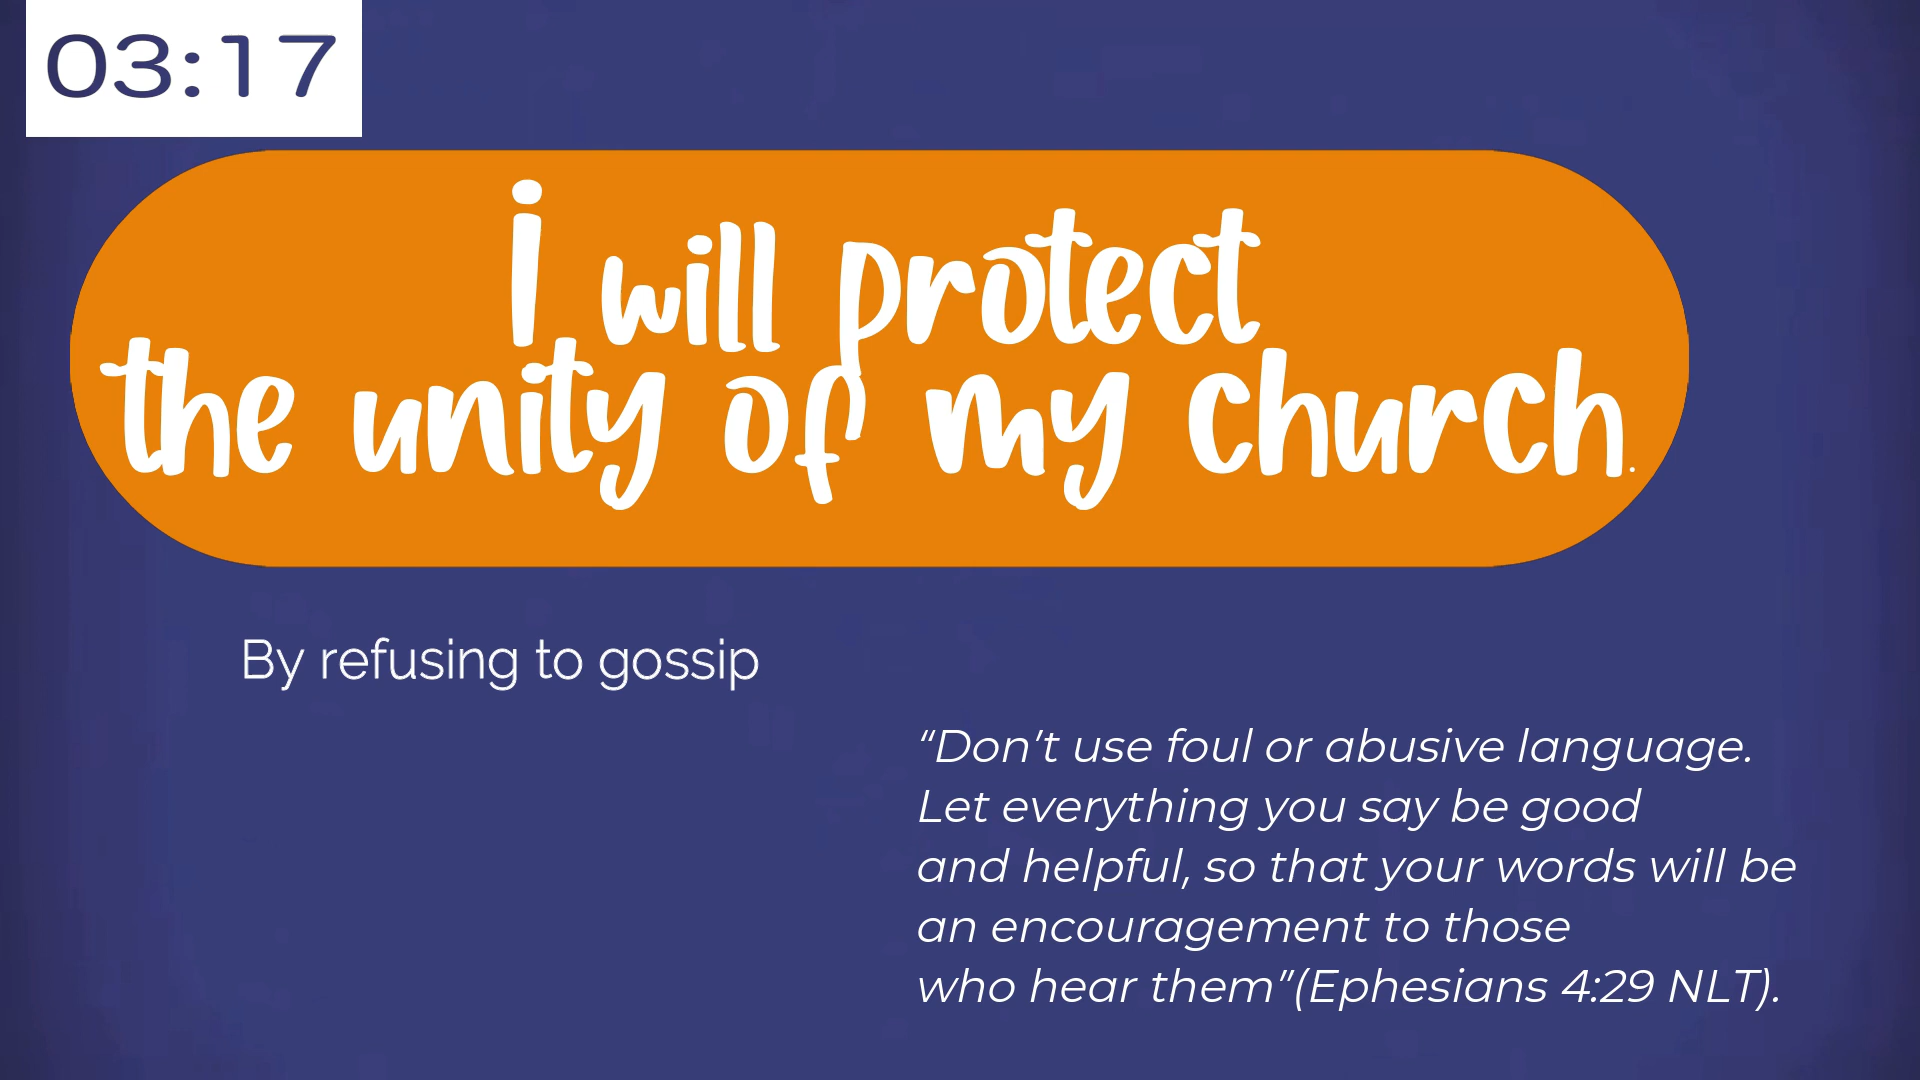 03:17
I will protect
the unity of my church.
By refusing to gossip
“Don’t use foul or abusive language.
Let everything you say be good
and helpful, so that your words will be
an encouragement to those
who hear them”(Ephesians 4:29 NLT).